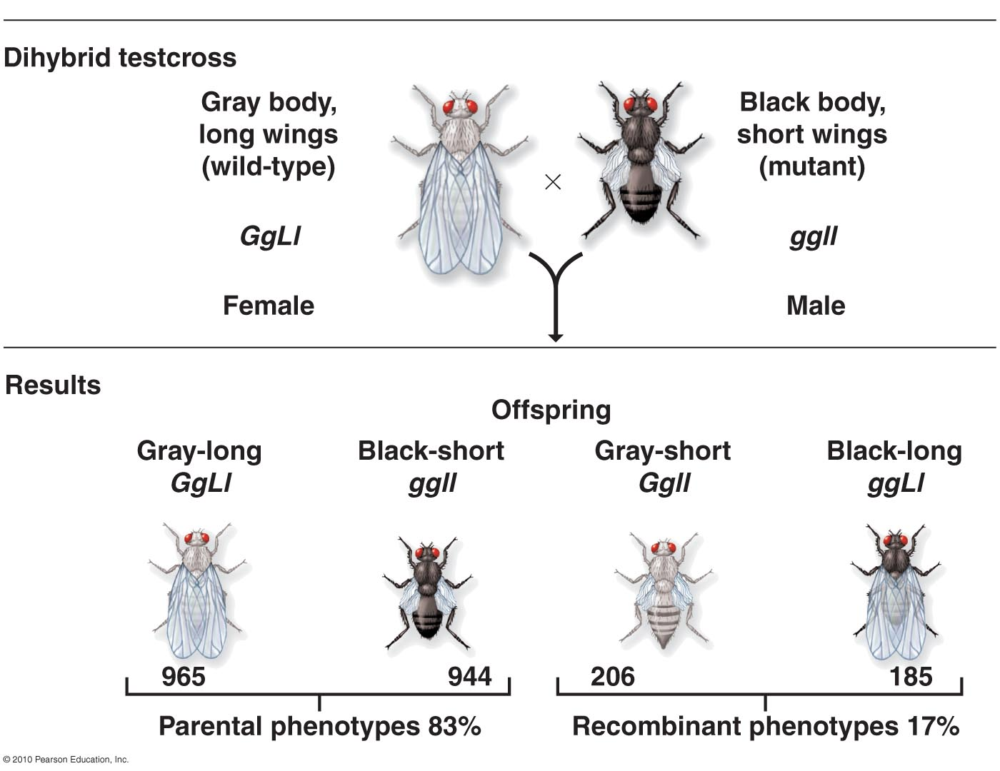 Dihybrid testcross
Gray body,
long wings
(wild-type)
GgLl
Female
×
Black body,
short wings
(mutant)
ggll
Male
Results
Offspring
Gray-long
GgLl
965
Black-short
ggll
944
Gray-short
Ggll
206
Black-long
ggLl
185
Parental phenotypes 83%
Recombinant phenotypes 17%
© 2010 Pearson Education, Inc.